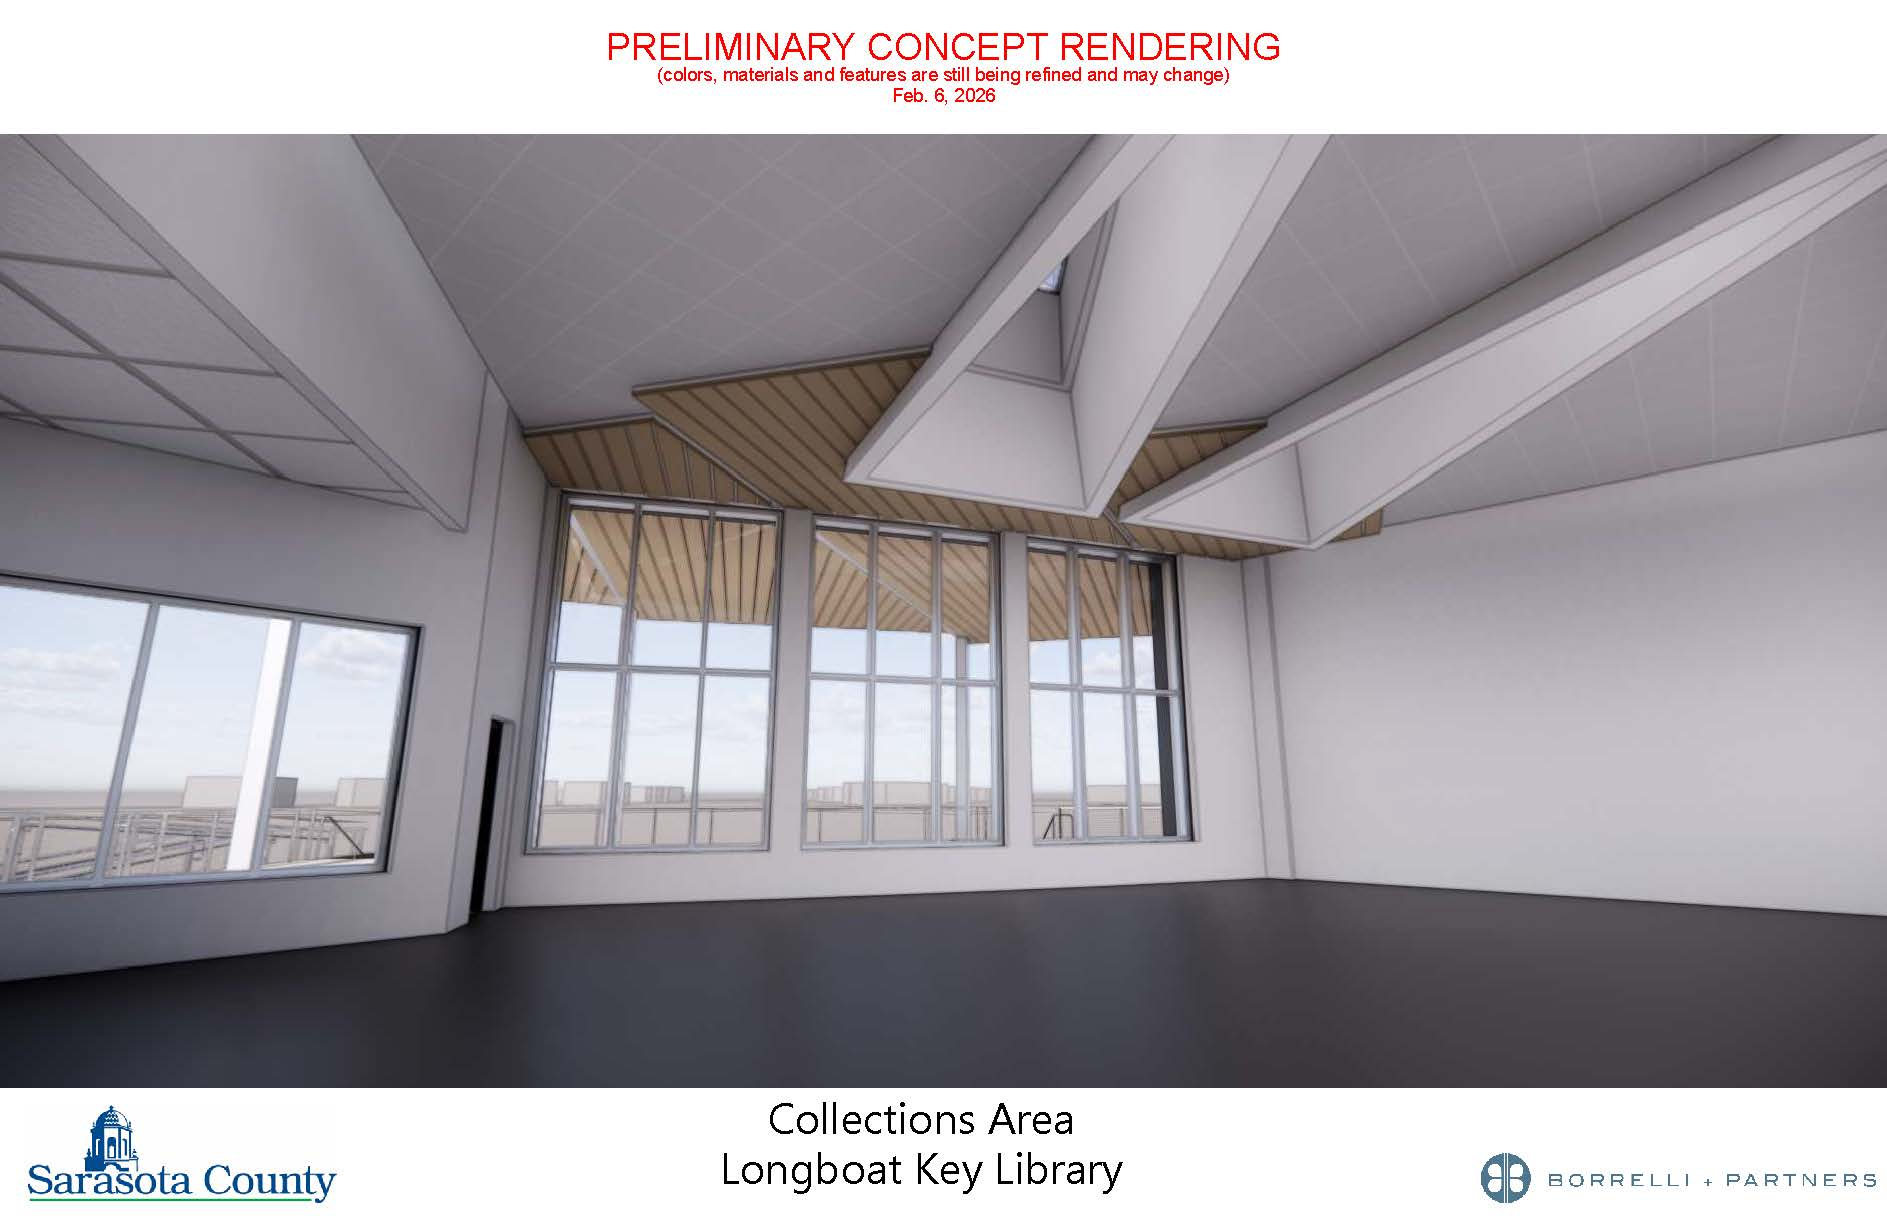 PRELIMINARY CONCEPT RENDERING
(colors, materials and features are still being refined and may change)
Feb. 6, 2026
Collections Area
Longboat Key Library
Sarasota County
BORRELLI + PARTNERS